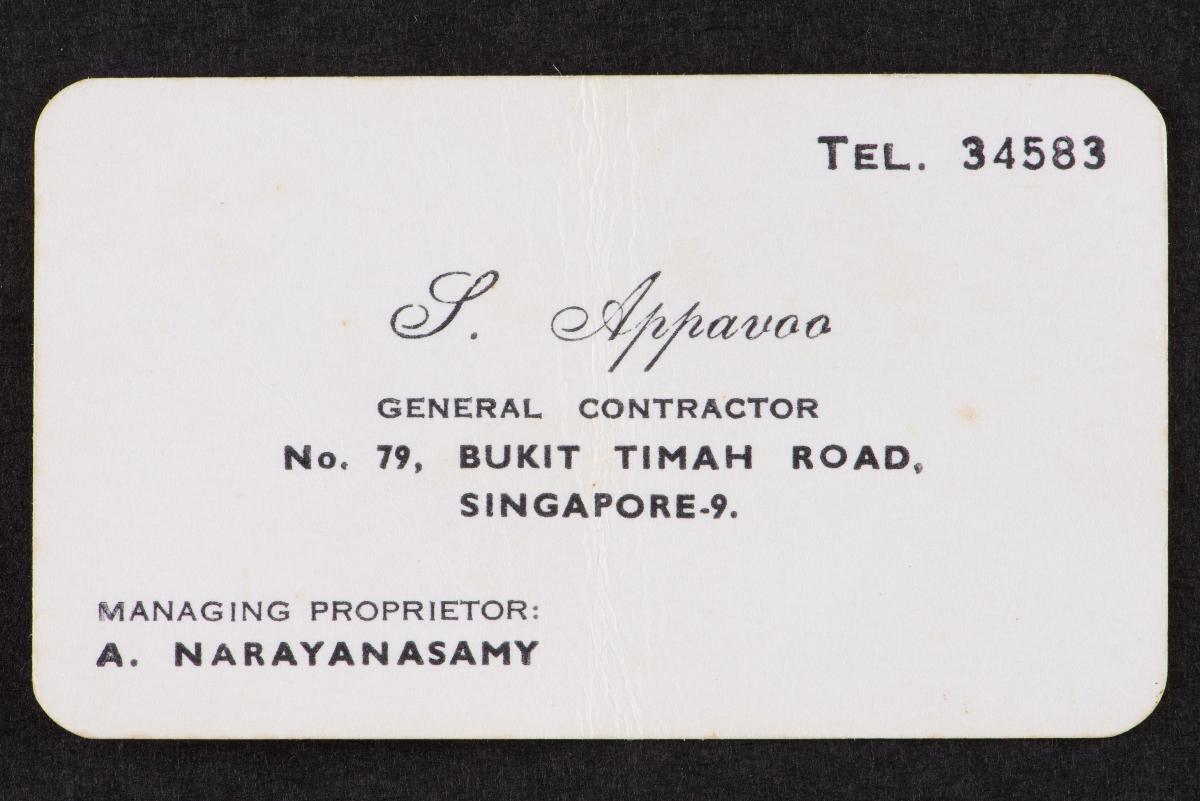 TEL. 34583
S. Appavoo
GENERAL CONTRACTOR
No. 79, BUKIT TIMAH ROAD,
SINGAPORE-9.
MANAGING PROPRIETOR:
A. NARAYANASAMY